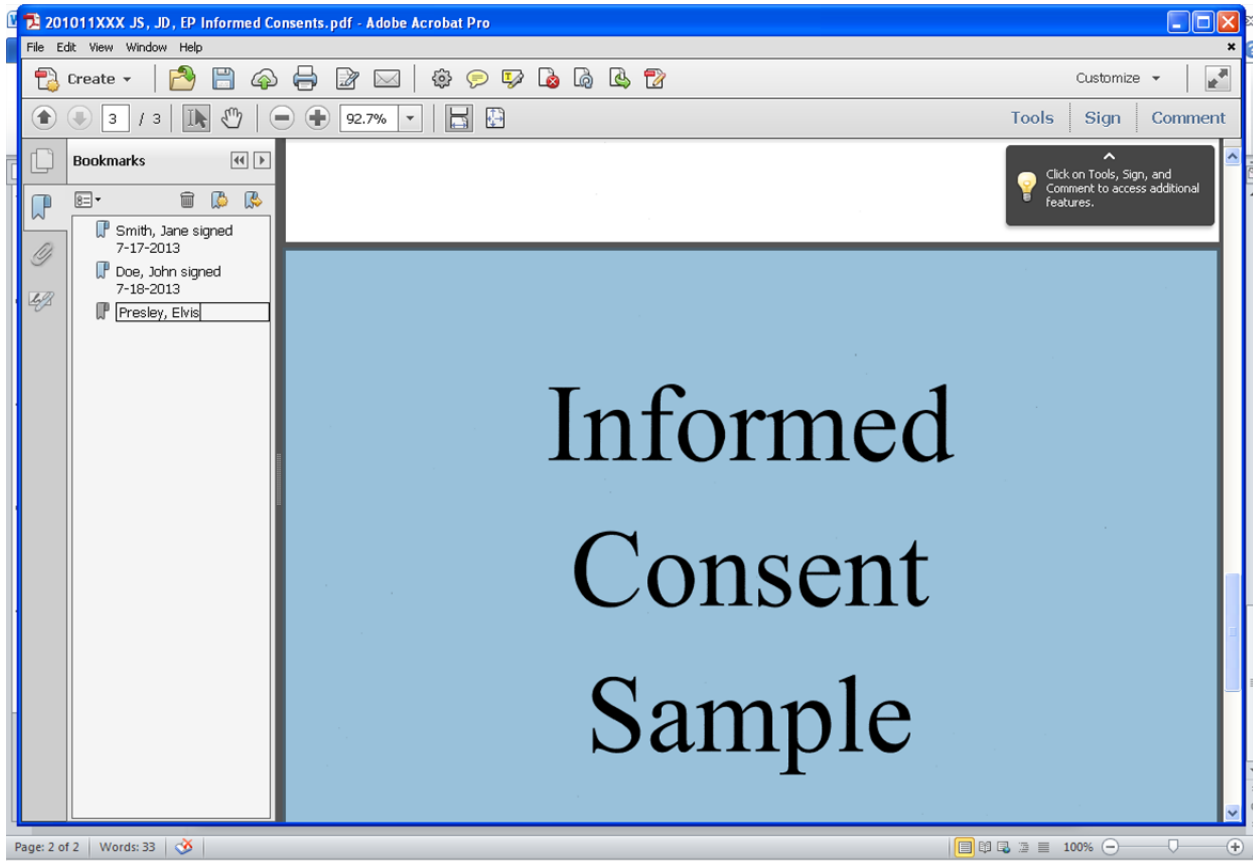 201011XXX JS, JD, EP Informed Consents.pdf - Adobe Acrobat Pro
File Edit View Window Help
Create
Customize
3 / 3
92.7%
Tools Sign Comment
Bookmarks
Click on Tools, Sign, and
Comment to access additional
features.
Smith, Jane signed
7-17-2013
Doe, John signed
7-18-2013
Presley, Elvis
Informed
Consent
Sample
Page: 2 of 2 Words: 33 100%